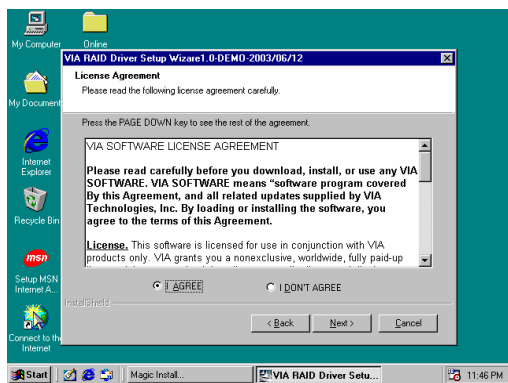 My Computer
Online
VIA RAID Driver Setup Wizare1.0-DEMO-2003/06/12
License Agreement
Please read the following license agreement carefully.
My Document
Press the PAGE DOWN key to see the rest of the agreement.
VIA SOFTWARE LICENSE AGREEMENT
Please read carefully before you download, install, or use any VIA
SOFTWARE. VIA SOFTWARE means "software program covered
By this Agreement, and all related updates supplied by VIA
Technologies, Inc. By loading or installing the software, you
agree to the terms of this Agreement.
License. This software is licensed for use in conjunction with VIA
products only. VIA grants you a nonexclusive, worldwide, fully paid-up
Internet
Explorer
Recycle Bin
msn
Setup MSN
Internet A...
I AGREE
I DON'T AGREE
InstallShield
< Back
Next >
Cancel
Connect to the
Internet
Start
Magic Install...
VIA RAID Driver Setu...
11:46 PM